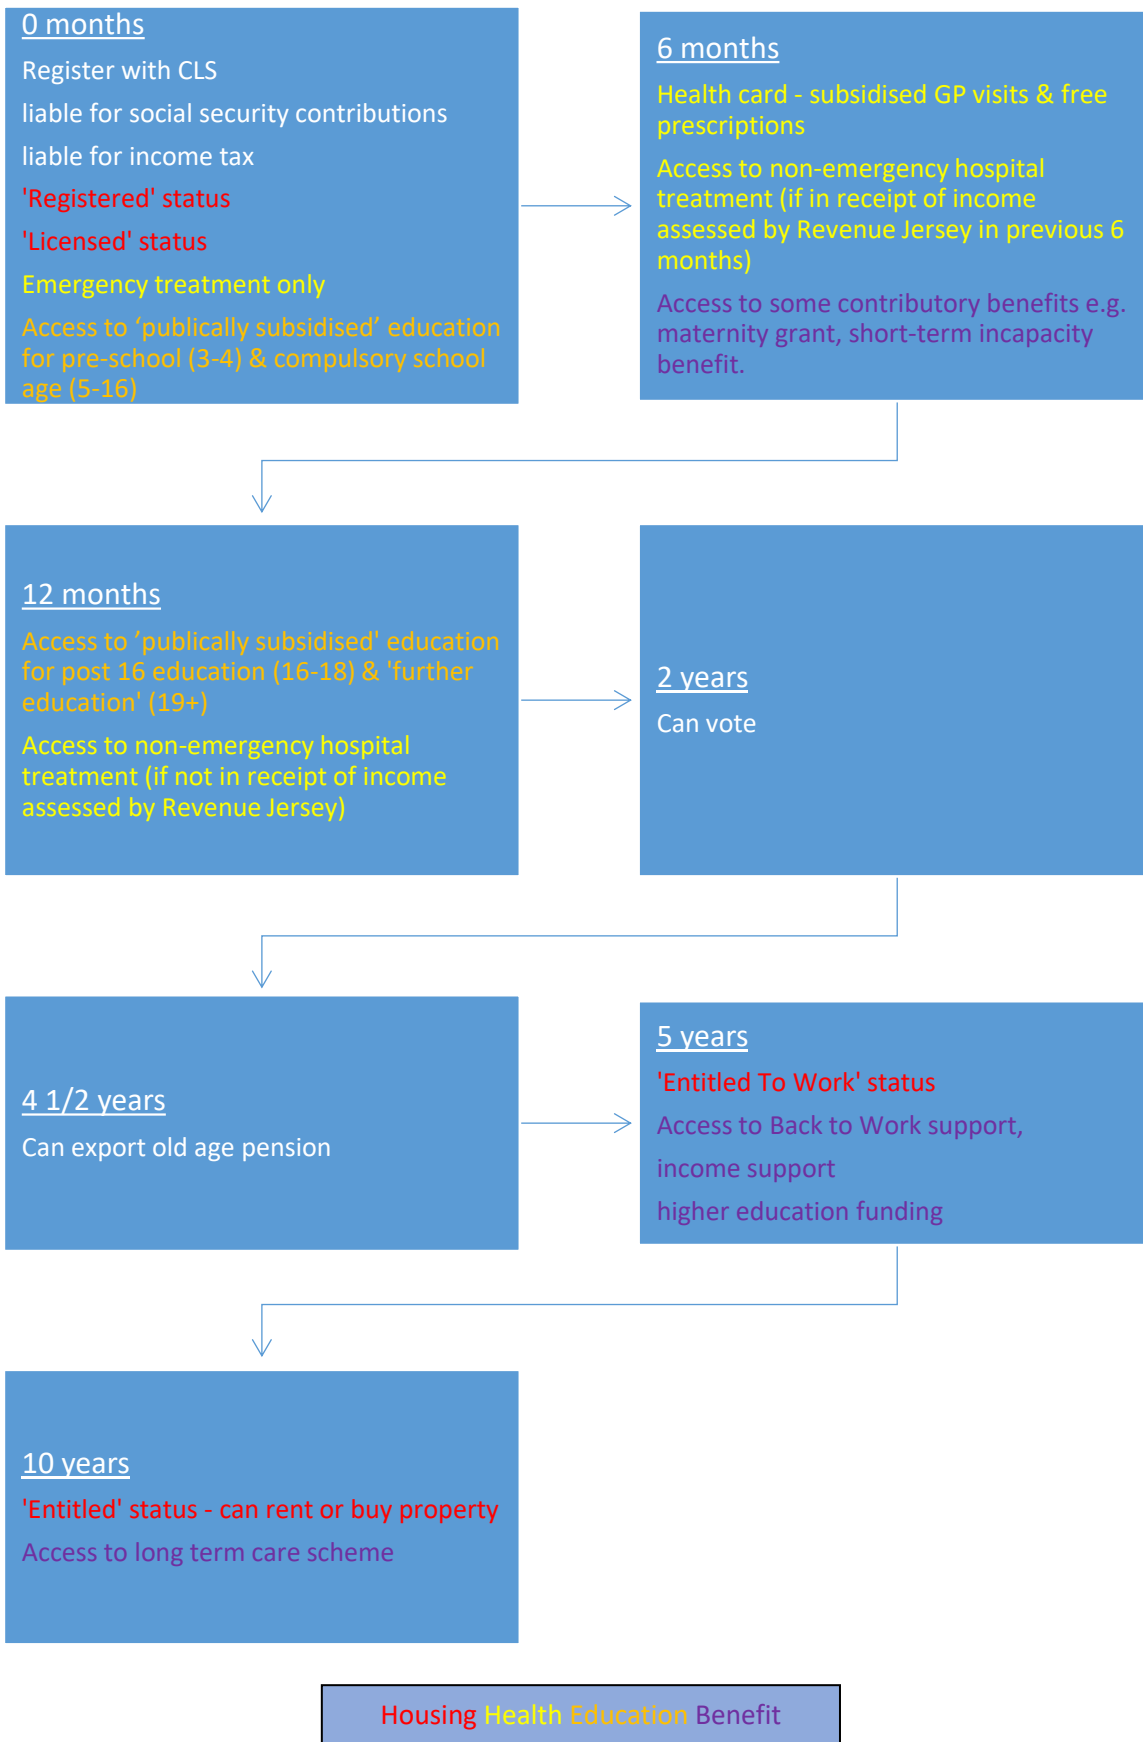 0 months
Register with CLS
liable for social security contributions
liable for income tax
'Registered' status
'Licensed' status
Emergency treatment only
Access to ‘publically subsidised’ education
for pre-school (3-4) & compulsory school
age (5-16)
6 months
Health card - subsidised GP visits & free
prescriptions
Access to non-emergency hospital
treatment (if in receipt of income
assessed by Revenue Jersey in previous 6
months)
Access to some contributory benefits e.g.
maternity grant, short-term incapacity
benefit.
12 months
Access to ’publically subsidised' education
for post 16 education (16-18) & 'further
education' (19+)
Access to non-emergency hospital
treatment (if not in receipt of income
assessed by Revenue Jersey)
2 years
Can vote
4 1/2 years
Can export old age pension
5 years
'Entitled To Work' status
Access to Back to Work support,
income support
higher education funding
10 years
'Entitled' status - can rent or buy property
Access to long term care scheme
Housing Health Education Benefit